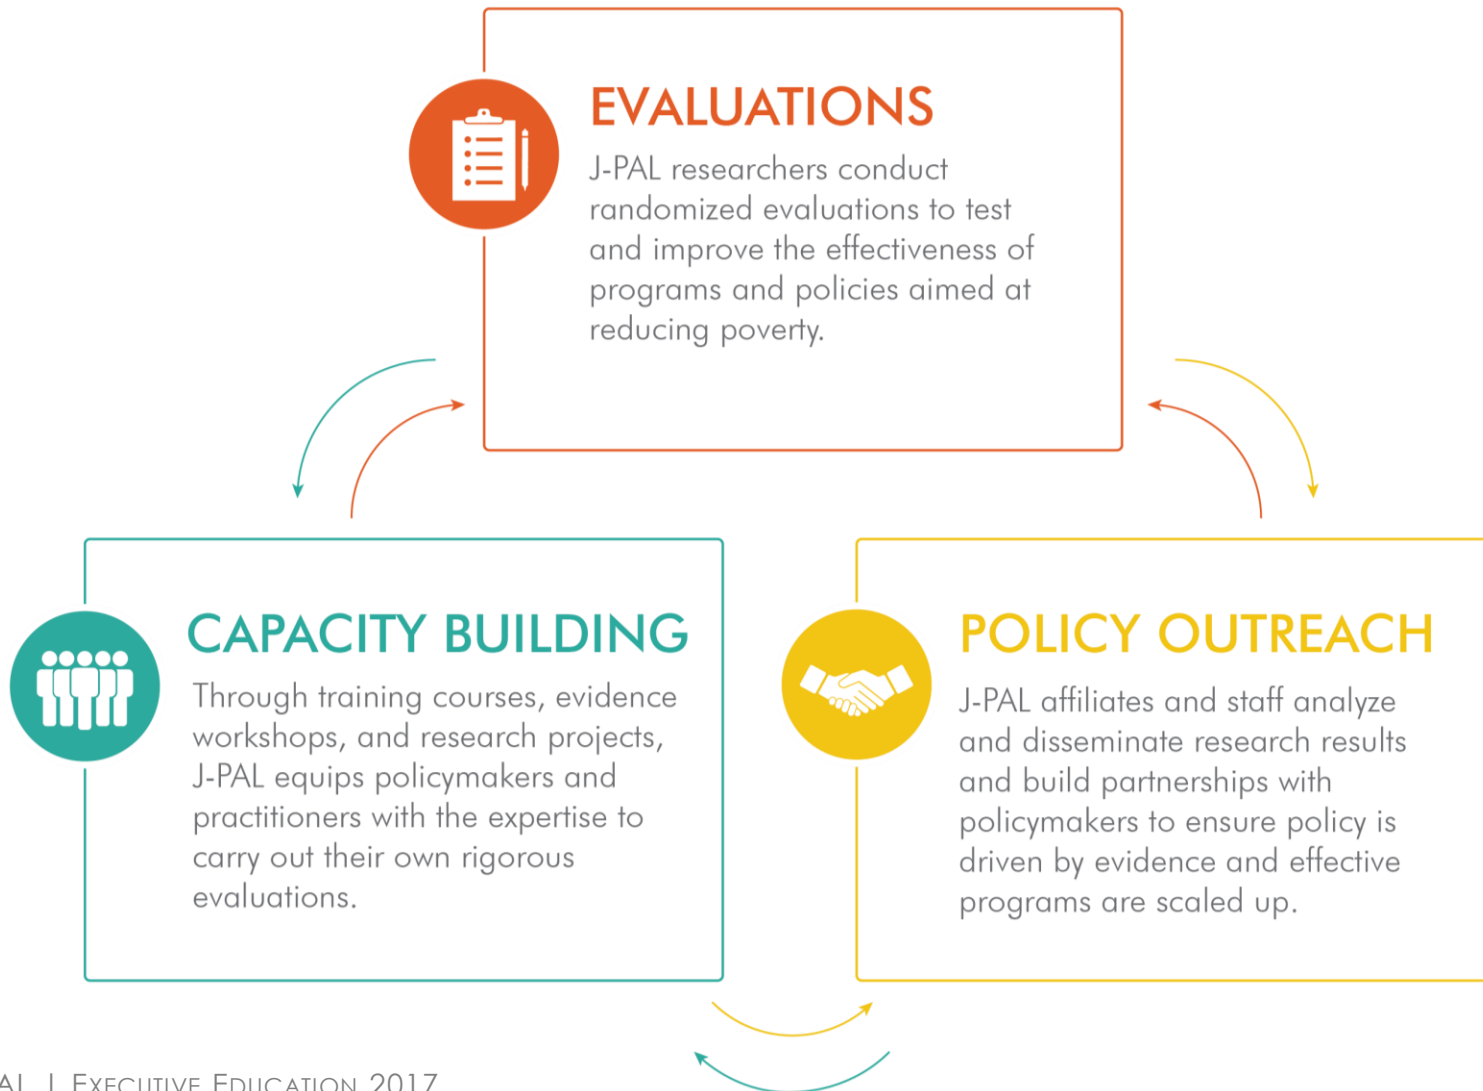 EVALUATIONS
J-PAL researchers conduct
randomized evaluations to test
and improve the effectiveness of
programs and policies aimed at
reducing poverty.
CAPACITY BUILDING
Through training courses, evidence
workshops, and research projects,
J-PAL equips policymakers and
practitioners with the expertise to
carry out their own rigorous
evaluations.
POLICY OUTREACH
J-PAL affiliates and staff analyze
and disseminate research results
and build partnerships with
policymakers to ensure policy is
driven by evidence and effective
programs are scaled up.
AL | EXECUTIVE EDUCATION 2017